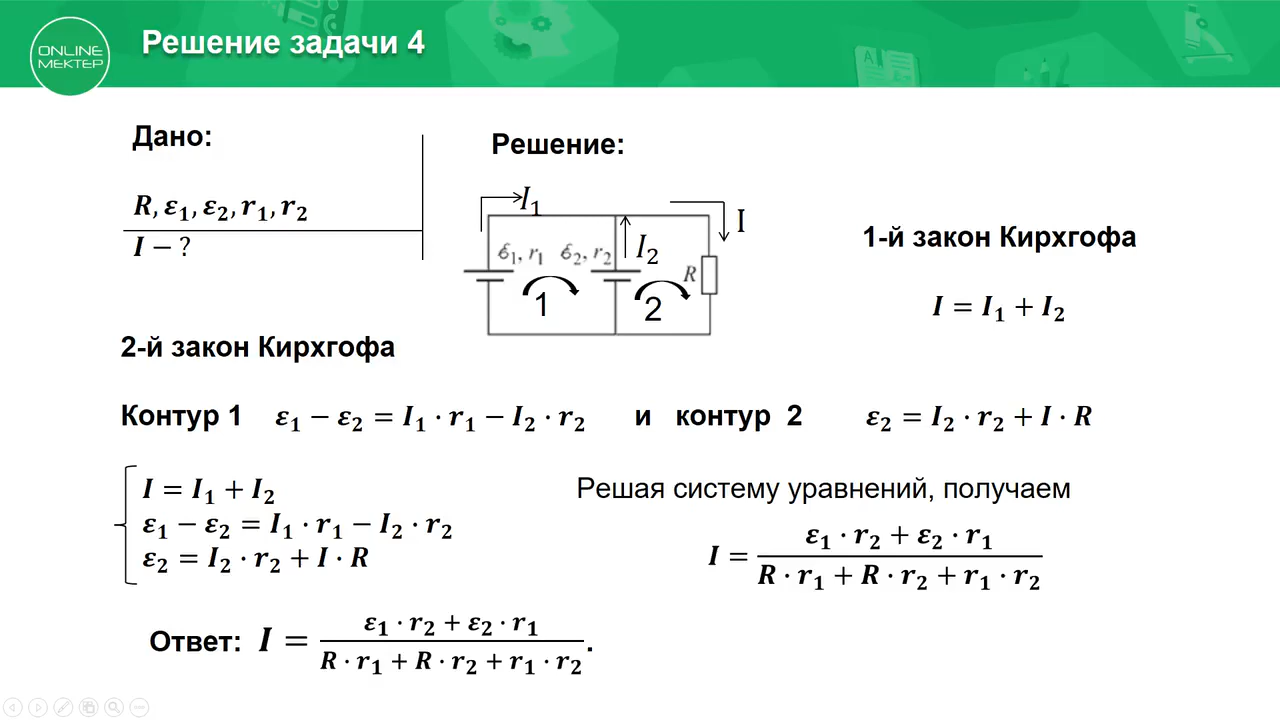 ONLINE
МЕКТЕР
Решение задачи 4
Дано:
R, ε₁, ε₂, r₁, r₂
I − ?
Решение:
I₁
I
I₂
ℰ₁, r₁
ℰ₂, r₂
R
1
2
1-й закон Кирхгофа
I = I₁ + I₂
2-й закон Кирхгофа
Контур 1 ε₁ − ε₂ = I₁ · r₁ − I₂ · r₂ и контур 2 ε₂ = I₂ · r₂ + I · R
I = I₁ + I₂
ε₁ − ε₂ = I₁ · r₁ − I₂ · r₂
ε₂ = I₂ · r₂ + I · R
Решая систему уравнений, получаем
I = (ε₁ · r₂ + ε₂ · r₁) / (R · r₁ + R · r₂ + r₁ · r₂)
Ответ: I = (ε₁ · r₂ + ε₂ · r₁) / (R · r₁ + R · r₂ + r₁ · r₂).